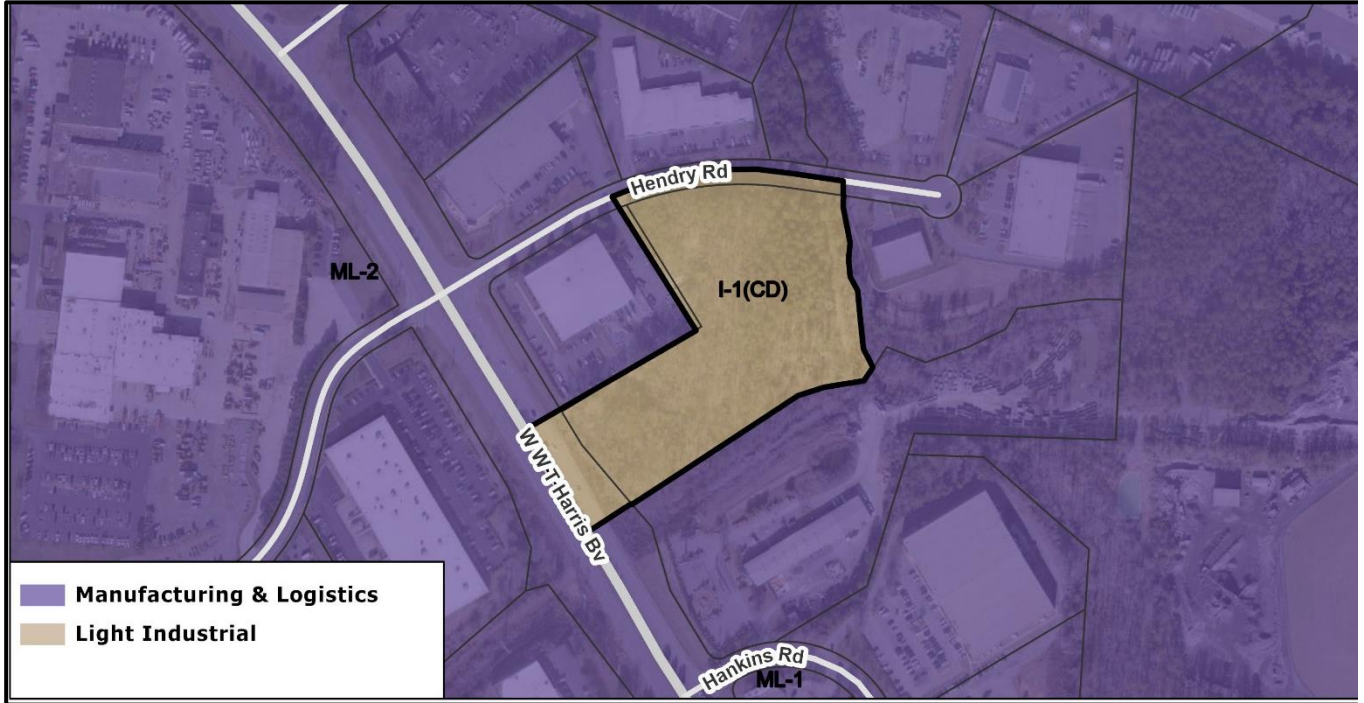 Hendry Rd
ML-2
I-1(CD)
W W.T.Harris Bv
Manufacturing & Logistics
Light Industrial
Hankins Rd
ML-1